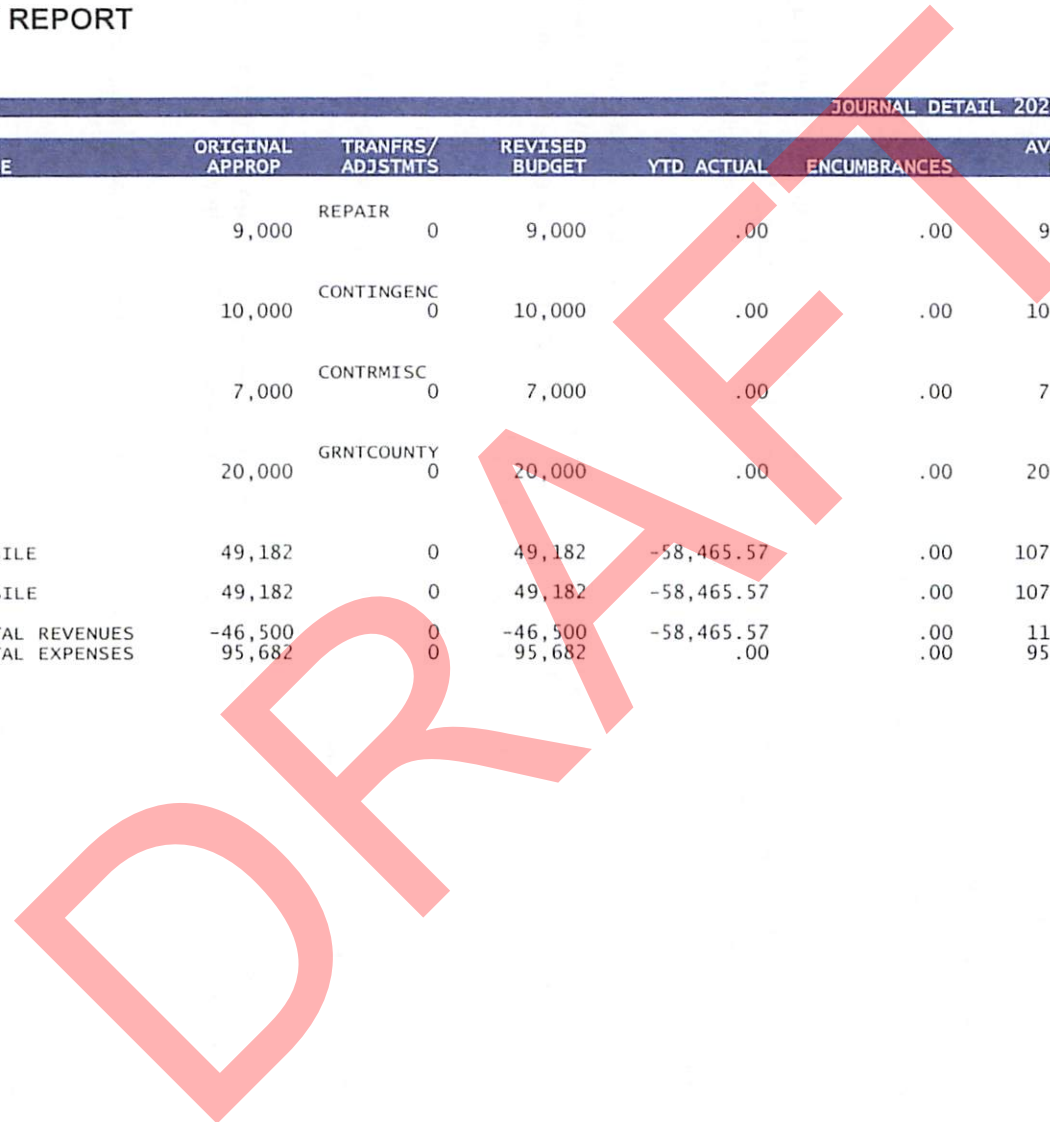 REPORT
JOURNAL DETAIL 202
E ORIGINAL APPROP TRANFRS/ ADJSTMTS REVISED BUDGET YTD ACTUAL ENCUMBRANCES AV
REPAIR
9,000 0 9,000 .00 .00 9
CONTINGENC
10,000 0 10,000 .00 .00 10
CONTRMISC
7,000 0 7,000 .00 .00 7
GRNTCOUNTY
20,000 0 20,000 .00 .00 20
ILE 49,182 0 49,182 -58,465.57 .00 107
ILE 49,182 0 49,182 -58,465.57 .00 107
AL REVENUES -46,500 0 -46,500 -58,465.57 .00 11
AL EXPENSES 95,682 0 95,682 .00 .00 95
DRAFT